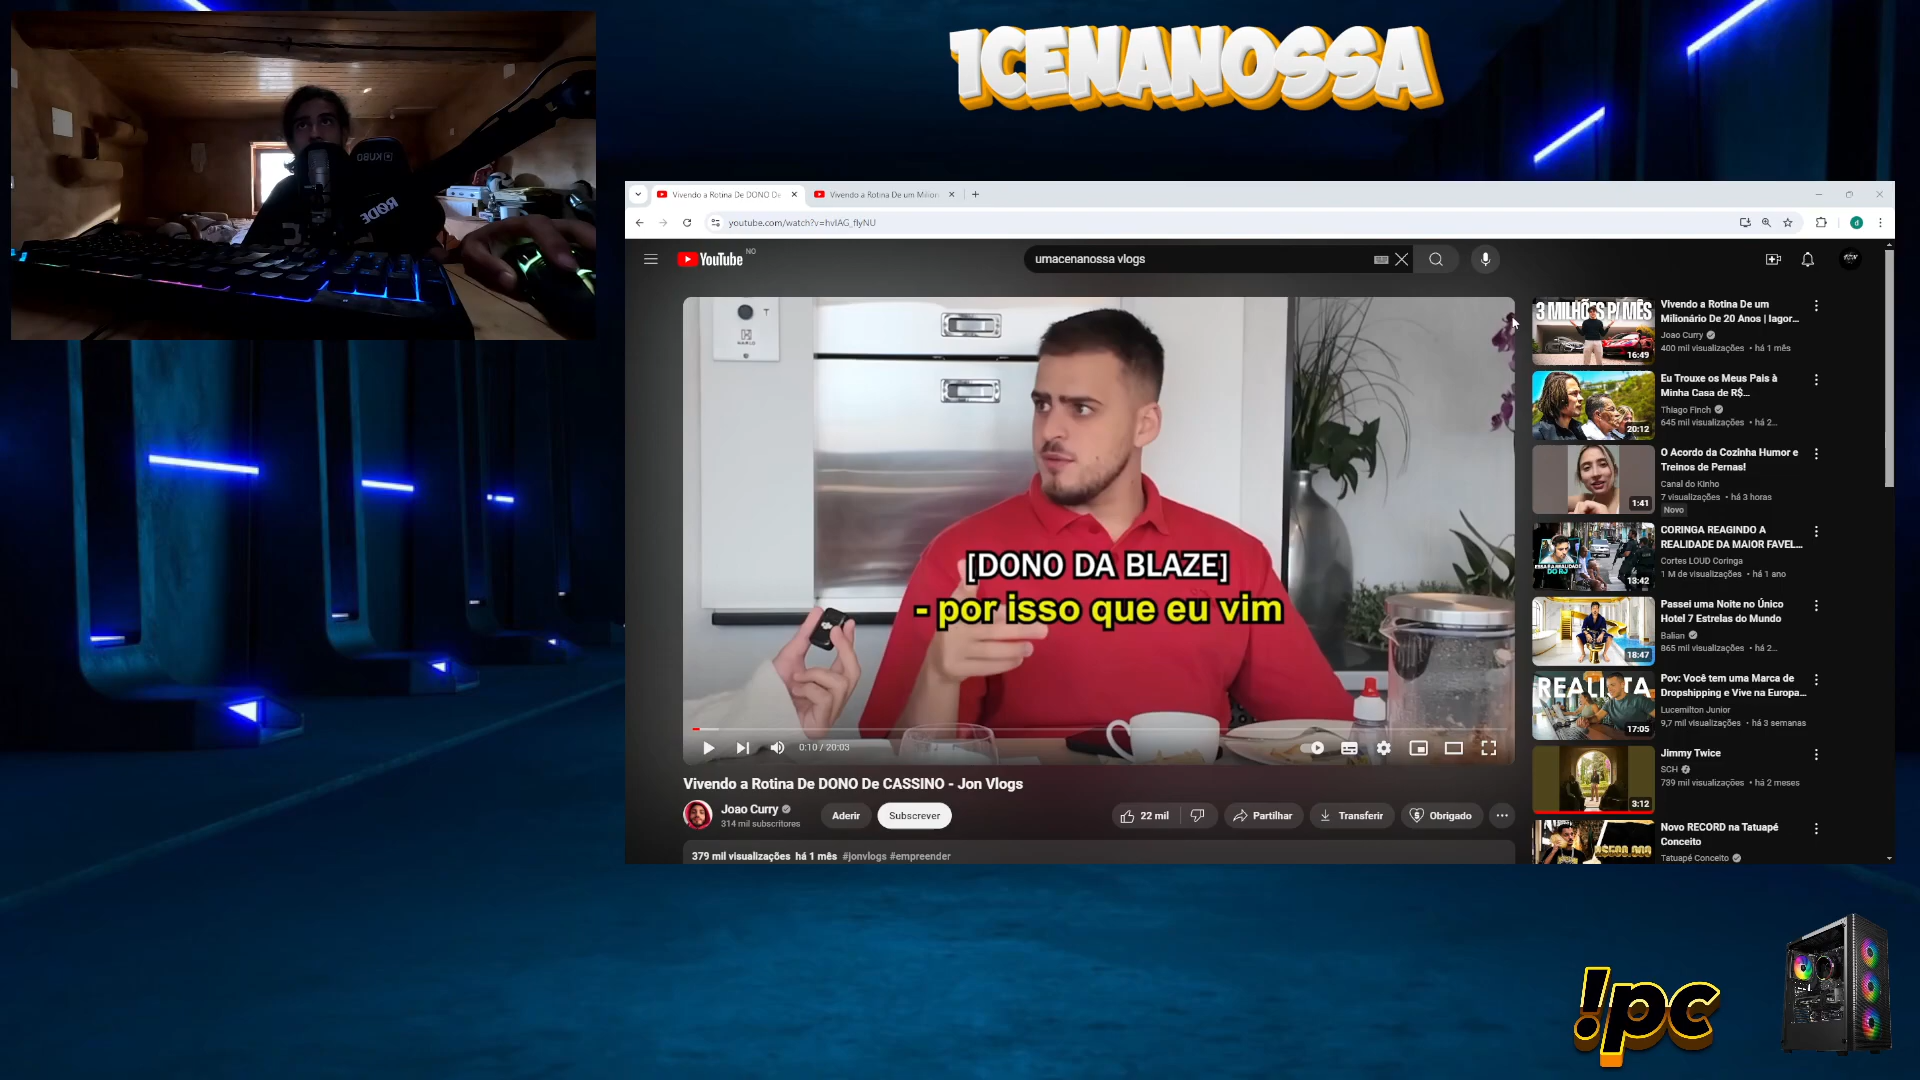 1CENANOSSA
KUBO
RØDE
Vivendo a Rotina De DONO De
Vivendo a Rotina De um Milion
youtube.com/watch?v=hvIAG_flyNU
YouTube NO
umacenanossa vlogs
[DONO DA BLAZE]
- por isso que eu vim
0:10 / 20:03
Vivendo a Rotina De DONO De CASSINO - Jon Vlogs
Joao Curry
314 mil subscritores
Aderir
Subscrever
22 mil
Partilhar
Transferir
Obrigado
379 mil visualizações há 1 mês #jonvlogs #empreender
3 MILHÕES P/ MÊS
16:49
Vivendo a Rotina De um
Milionário De 20 Anos | Iagor...
Joao Curry
400 mil visualizações • há 1 mês
20:12
Eu Trouxe os Meus Pais à
Minha Casa de R$...
Thiago Finch
645 mil visualizações • há 2...
1:41
O Acordo da Cozinha Humor e
Treinos de Pernas!
Canal do Kinho
7 visualizações • há 3 horas
Novo
13:42
CORINGA REAGINDO A
REALIDADE DA MAIOR FAVEL...
Cortes LOUD Coringa
1 M de visualizações • há 1 ano
18:47
Passei uma Noite no Único
Hotel 7 Estrelas do Mundo
Balian
865 mil visualizações • há 2...
17:05
Pov: Você tem uma Marca de
Dropshipping e Vive na Europa...
Lucemilton Junior
9,7 mil visualizações • há 3 semanas
3:12
Jimmy Twice
SCH
739 mil visualizações • há 2 meses
Novo RECORD na Tatuapé
Conceito
Tatuapé Conceito
!pc